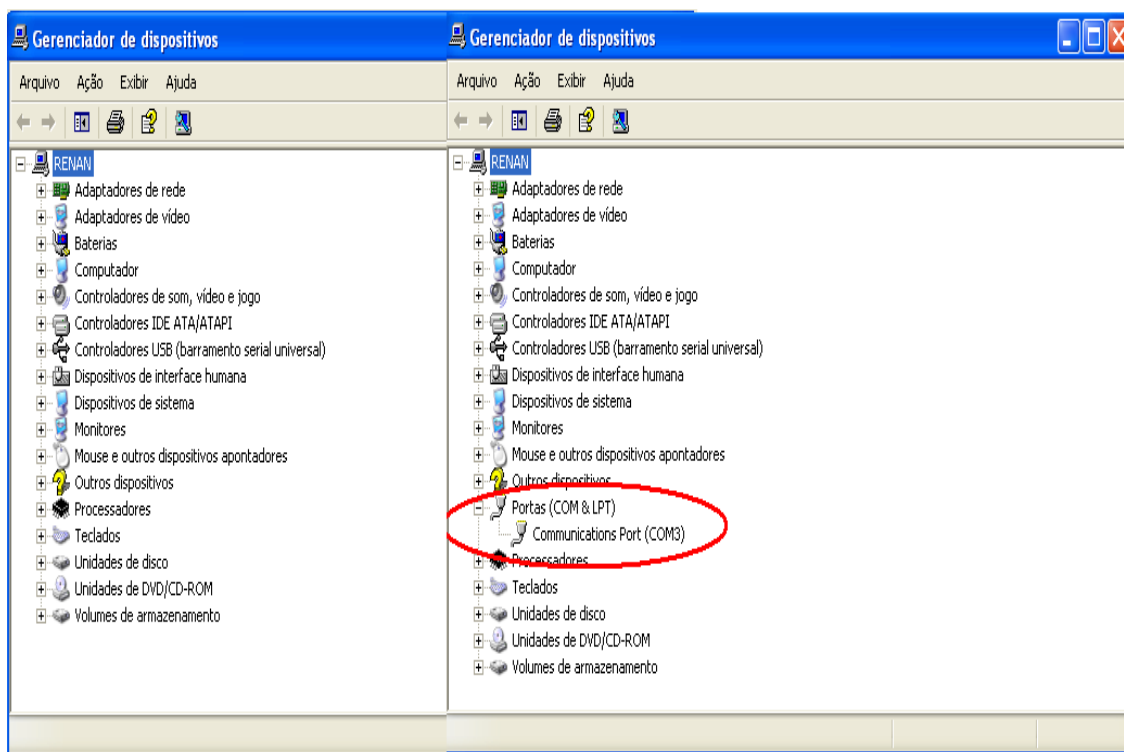 Gerenciador de dispositivos
Arquivo Ação Exibir Ajuda
RENAN
Adaptadores de rede
Adaptadores de vídeo
Baterias
Computador
Controladores de som, vídeo e jogo
Controladores IDE ATA/ATAPI
Controladores USB (barramento serial universal)
Dispositivos de interface humana
Dispositivos de sistema
Monitores
Mouse e outros dispositivos apontadores
Outros dispositivos
Processadores
Teclados
Unidades de disco
Unidades de DVD/CD-ROM
Volumes de armazenamento
Gerenciador de dispositivos
Arquivo Ação Exibir Ajuda
RENAN
Adaptadores de rede
Adaptadores de vídeo
Baterias
Computador
Controladores de som, vídeo e jogo
Controladores IDE ATA/ATAPI
Controladores USB (barramento serial universal)
Dispositivos de interface humana
Dispositivos de sistema
Monitores
Mouse e outros dispositivos apontadores
Outros dispositivos
Portas (COM & LPT)
Communications Port (COM3)
Processadores
Teclados
Unidades de disco
Unidades de DVD/CD-ROM
Volumes de armazenamento